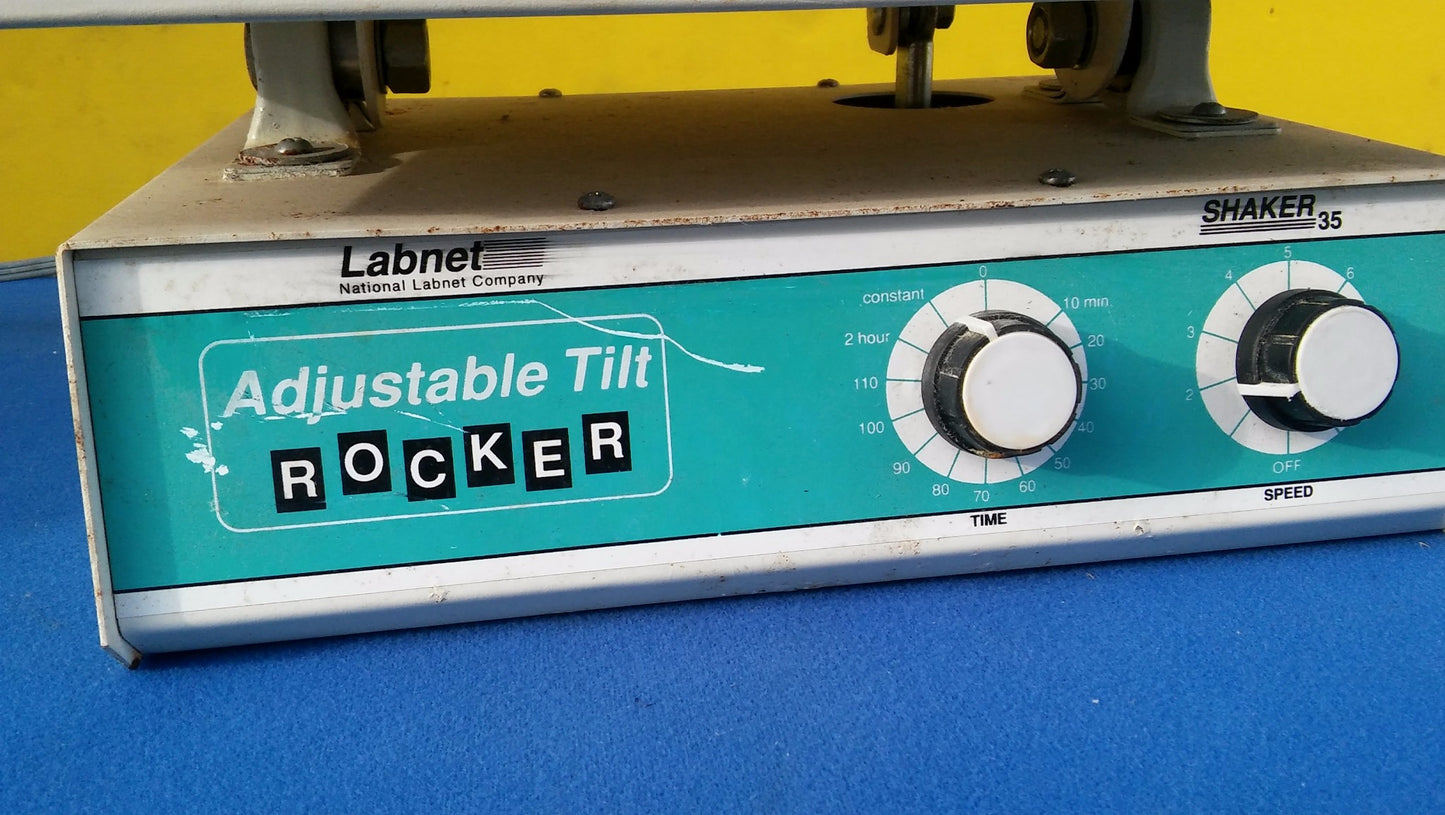 Labnet
National Labnet Company
SHAKER 35
Adjustable Tilt
ROCKER
0
10 min.
20
30
40
50
60
70
80
90
100
110
2 hour
constant
TIME
OFF
2
3
4
5
6
SPEED